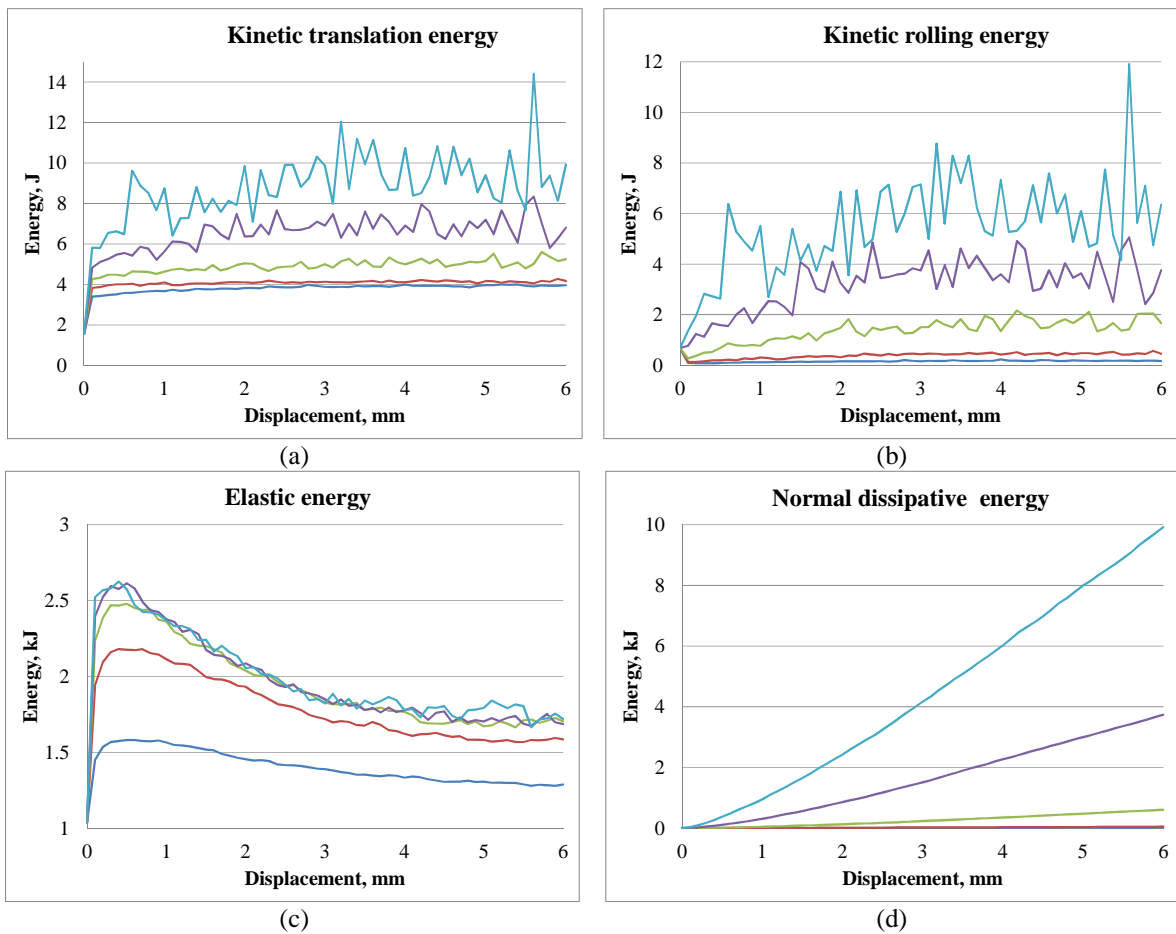 Kinetic translation energy
Energy, J
14
12
10
8
6
4
2
0
0 1 2 3 4 5 6
Displacement, mm
(a)
Kinetic rolling energy
Energy, J
12
10
8
6
4
2
0
0 1 2 3 4 5 6
Displacement, mm
(b)
Elastic energy
Energy, kJ
3
2.5
2
1.5
1
0 1 2 3 4 5 6
Displacement, mm
(c)
Normal dissipative energy
Energy, kJ
10
8
6
4
2
0
0 1 2 3 4 5 6
Displacement, mm
(d)